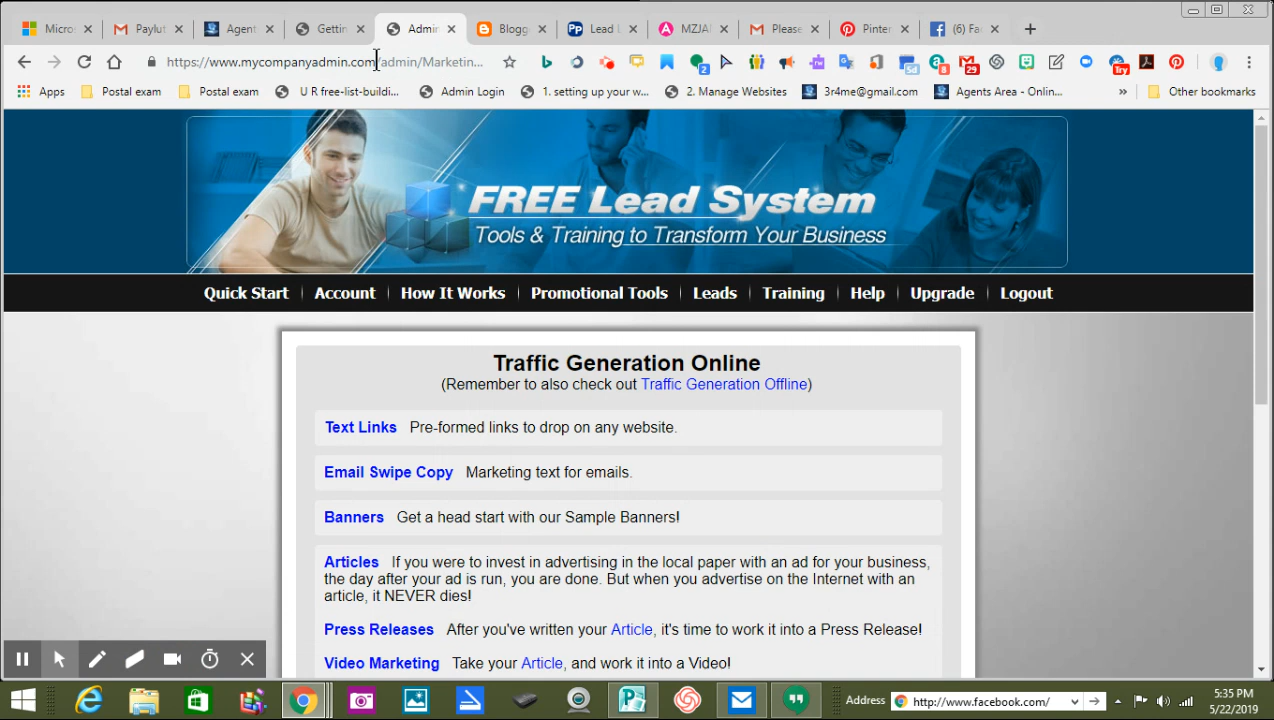 Micros
Paylut
Agent
Gettin
Admin
Blogg
Lead L
MZJAI
Please
Pinter
(6) Fa
https://www.mycompanyadmin.com/admin/Marketin...
2
5d
8
29
Try
Apps
Postal exam
Postal exam
U R free-list-buildi...
Admin Login
1. setting up your w...
2. Manage Websites
3r4me@gmail.com
Agents Area - Onlin...
»
Other bookmarks
FREE Lead System
Tools & Training to Transform Your Business
Quick Start
Account
How It Works
Promotional Tools
Leads
Training
Help
Upgrade
Logout
Traffic Generation Online
(Remember to also check out Traffic Generation Offline)
Text Links Pre-formed links to drop on any website.
Email Swipe Copy Marketing text for emails.
Banners Get a head start with our Sample Banners!
Articles If you were to invest in advertising in the local paper with an ad for your business,
the day after your ad is run, you are done. But when you advertise on the Internet with an
article, it NEVER dies!
Press Releases After you've written your Article, it's time to work it into a Press Release!
Video Marketing Take your Article, and work it into a Video!
Address
http://www.facebook.com/
5:35 PM
5/22/2019